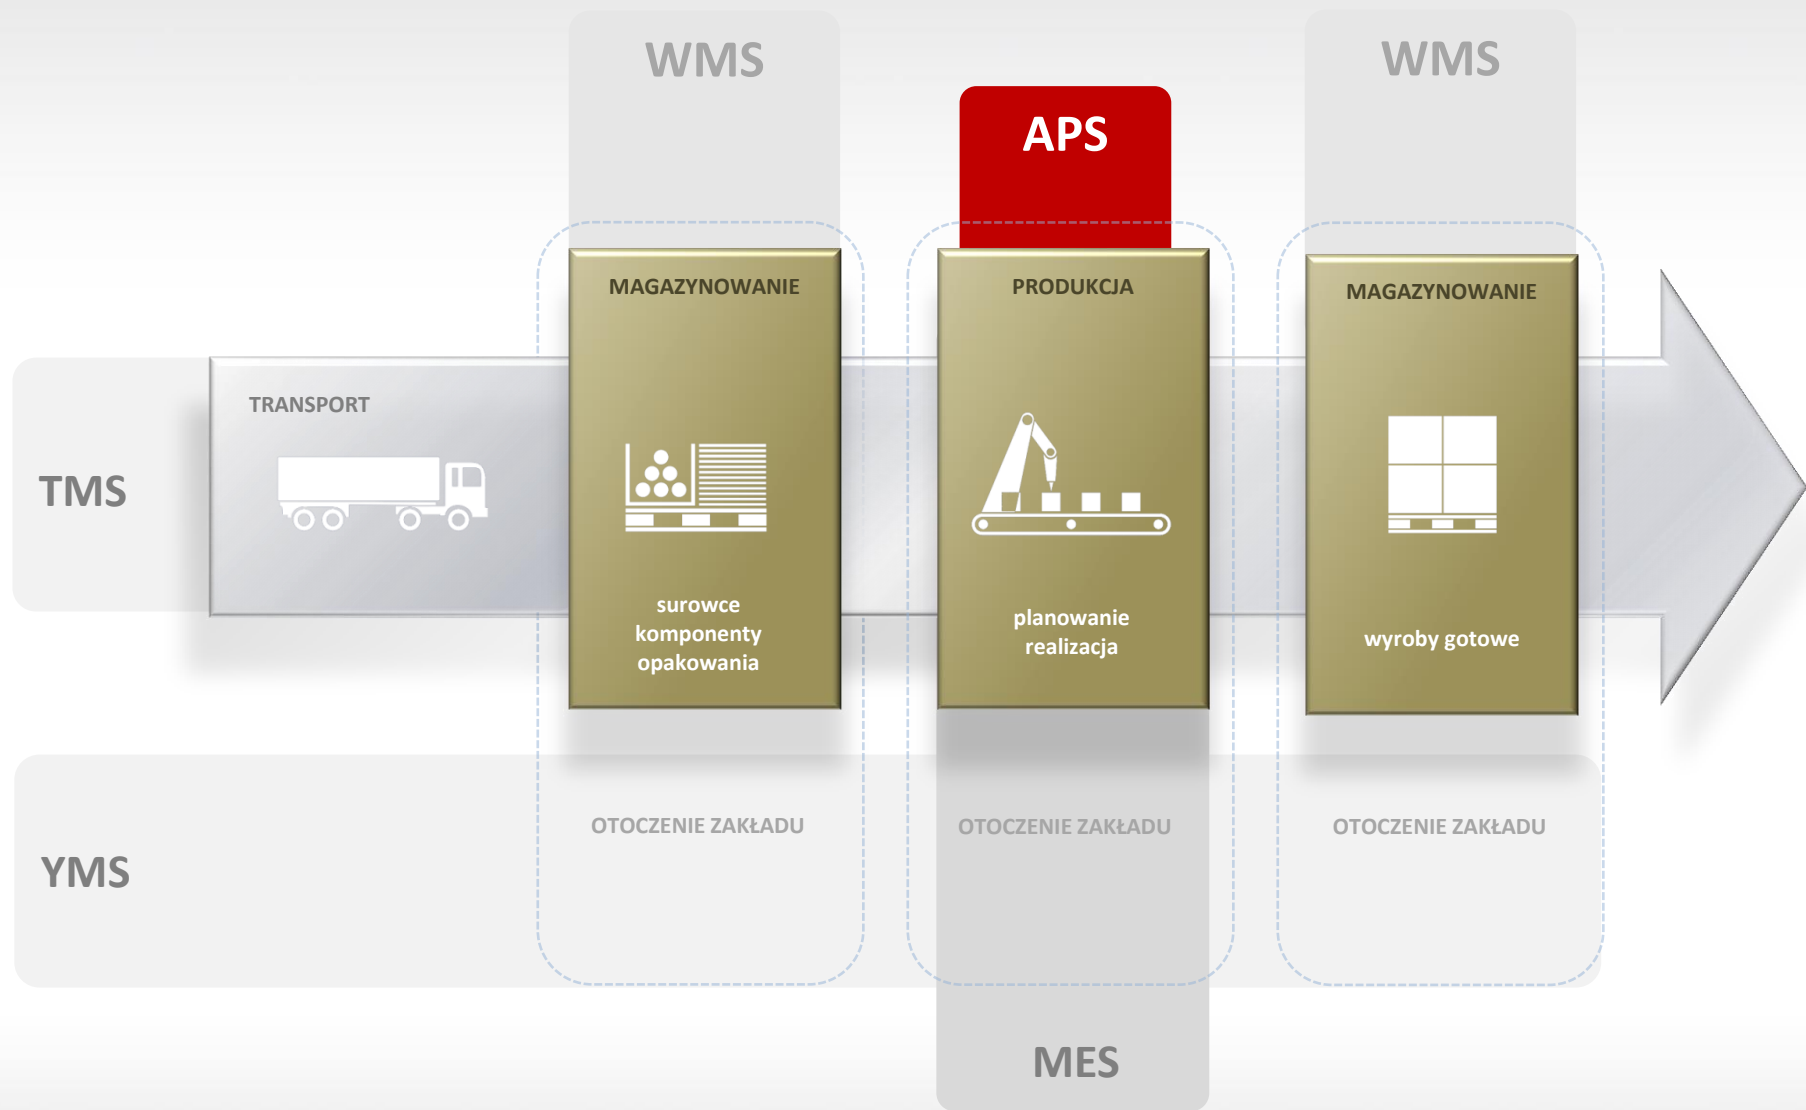 WMS
WMS
APS
MAGAZYNOWANIE
PRODUKCJA
MAGAZYNOWANIE
TRANSPORT
TMS
surowce
komponenty
opakowania
planowanie
realizacja
wyroby gotowe
OTOCZENIE ZAKŁADU
OTOCZENIE ZAKŁADU
OTOCZENIE ZAKŁADU
YMS
MES